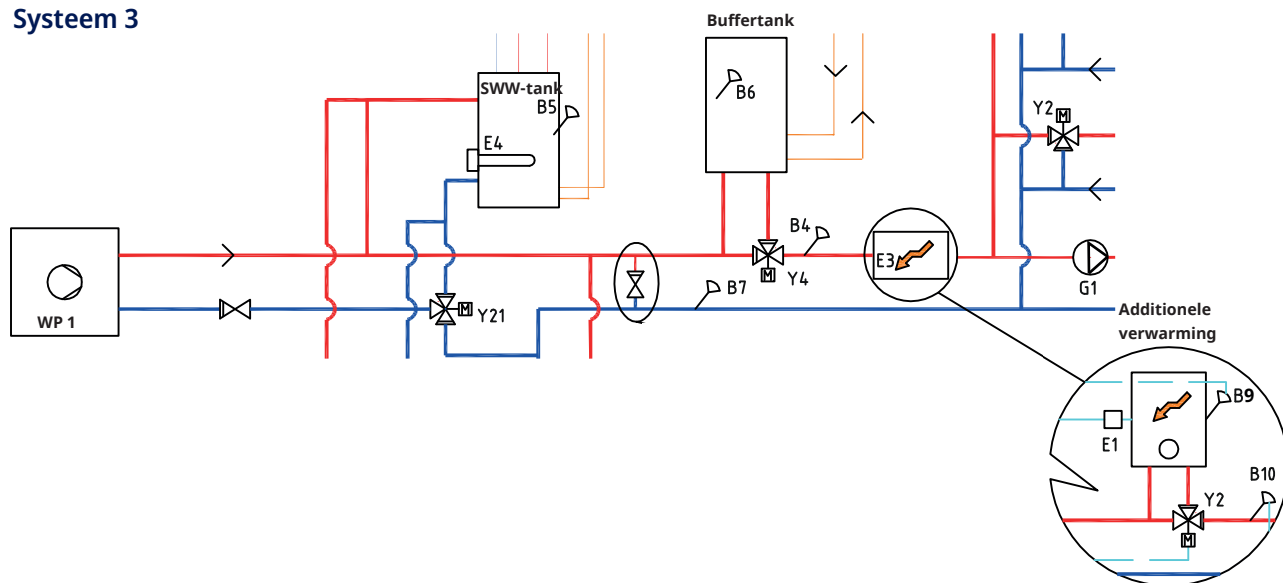 Systeem 3
Buffertank
SWW-tank
B5
B6
Y2
E4
B4
E3
Y4
G1
B7
WP 1
M
Y21
M
M
Additionele
verwarming
B9
E1
B10
Y2
M